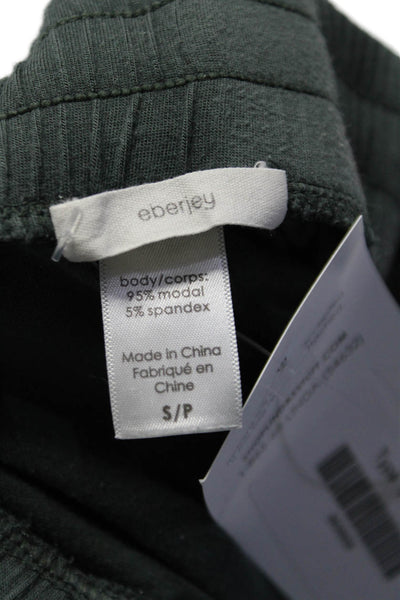 eberjey
body/corps:
95% modal
5% spandex
Made in China
Fabriqué en
Chine
S/P